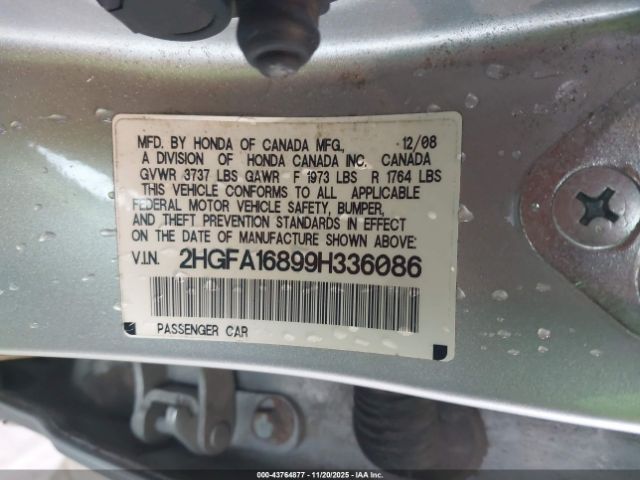 MFD. BY HONDA OF CANADA MFG., 12/08
A DIVISION OF HONDA CANADA INC. CANADA
GVWR 3737 LBS GAWR F 1973 LBS R 1764 LBS
THIS VEHICLE CONFORMS TO ALL APPLICABLE
FEDERAL MOTOR VEHICLE SAFETY, BUMPER,
AND THEFT PREVENTION STANDARDS IN EFFECT
ON THE DATE OF MANUFACTURE SHOWN ABOVE:
V.I.N. 2HGFA16899H336086
PASSENGER CAR
000-43764877 - 11/20/2025 - IAAI.COM